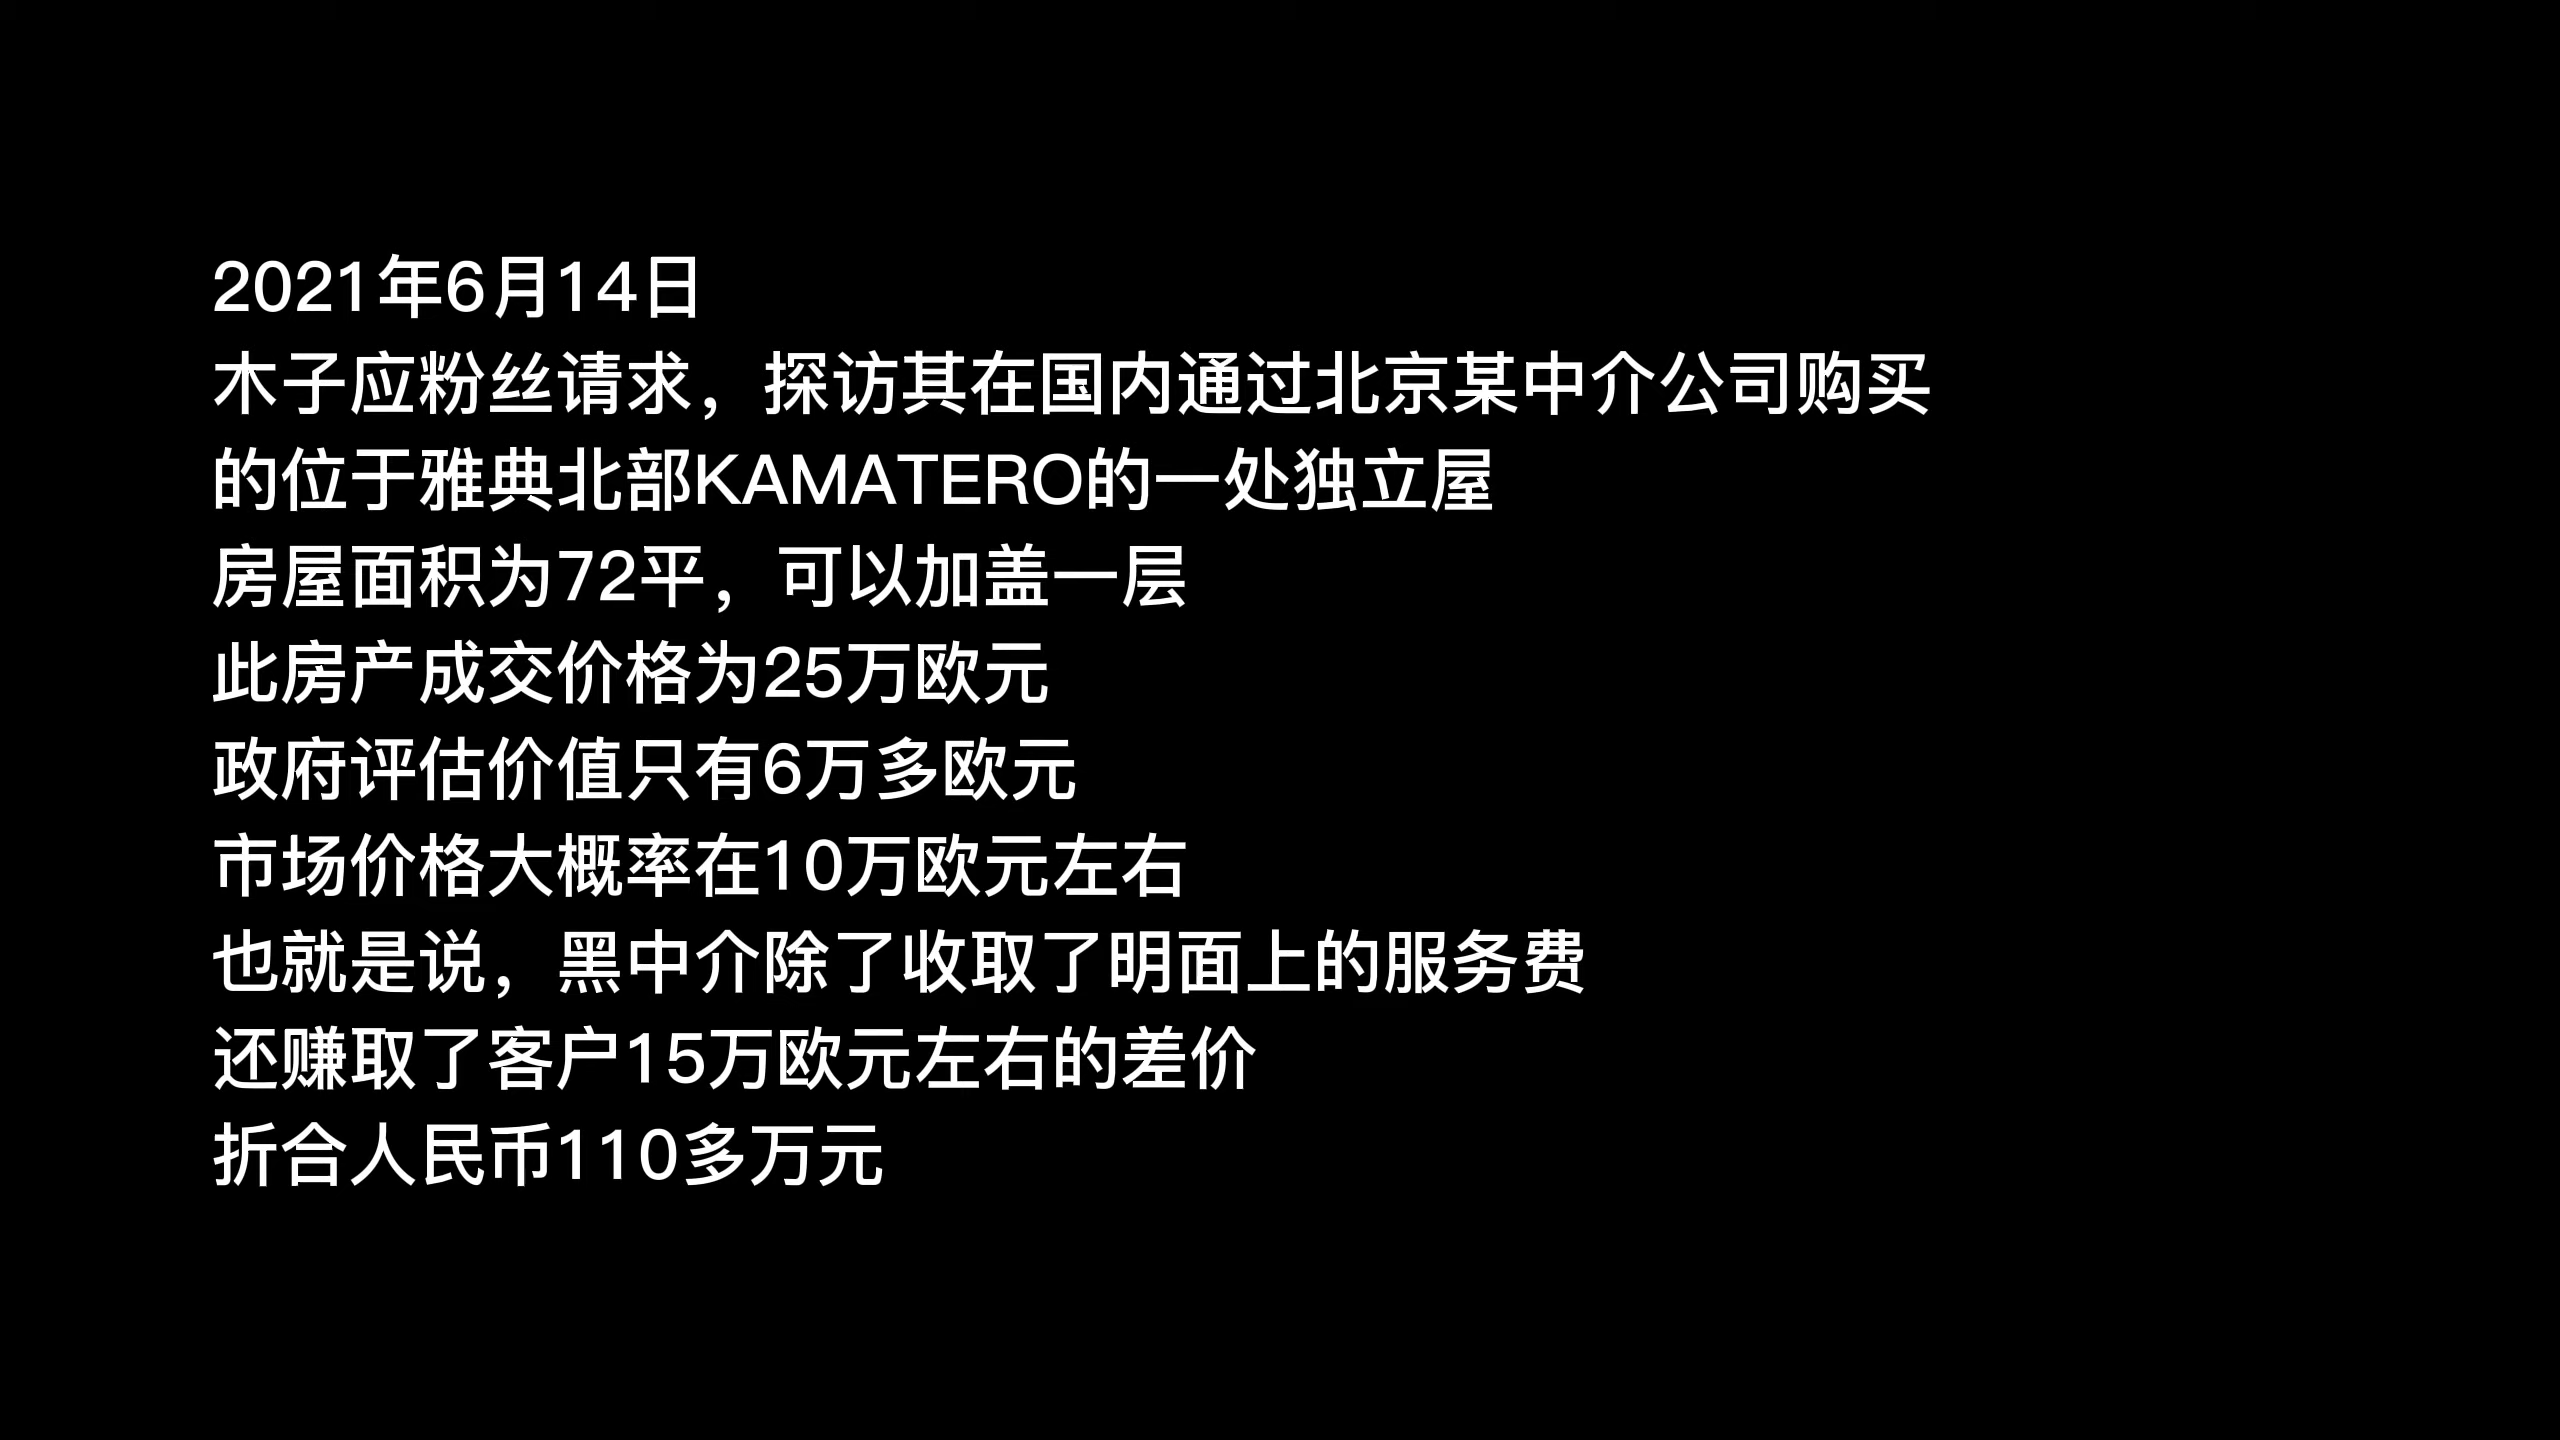 2021年6月14日
木子应粉丝请求，探访其在国内通过北京某中介公司购买
的位于雅典北部KAMATERO的一处独立屋
房屋面积为72平，可以加盖一层
此房产成交价格为25万欧元
政府评估价值只有6万多欧元
市场价格大概率在10万欧元左右
也就是说，黑中介除了收取了明面上的服务费
还赚取了客户15万欧元左右的差价
折合人民币110多万元